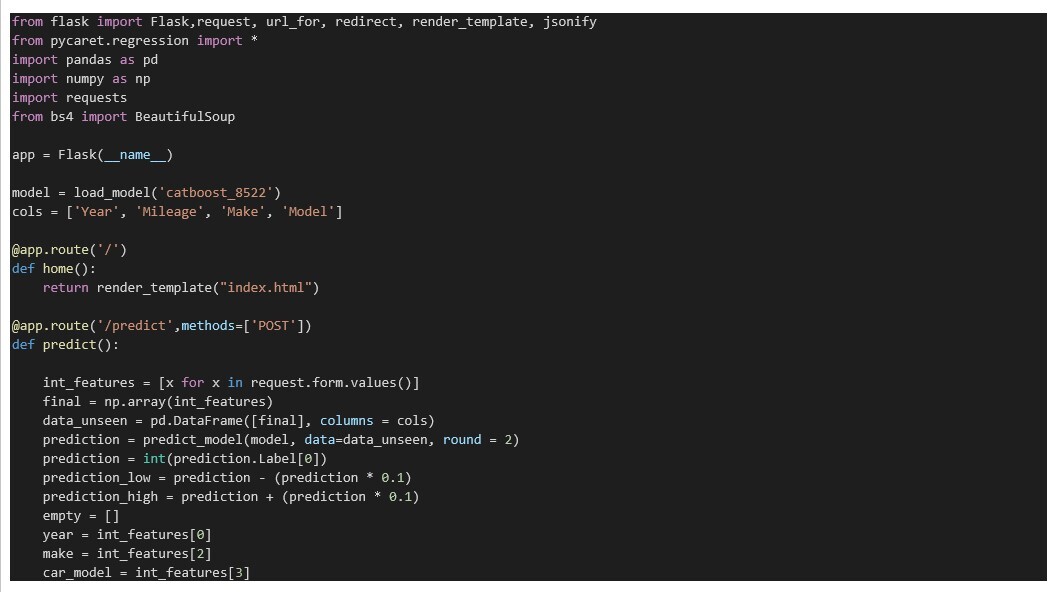 from flask import Flask,request, url_for, redirect, render_template, jsonify
from pycaret.regression import *
import pandas as pd
import numpy as np
import requests
from bs4 import BeautifulSoup

app = Flask(__name__)

model = load_model('catboost_8522')
cols = ['Year', 'Mileage', 'Make', 'Model']

@app.route('/')
def home():
    return render_template("index.html")

@app.route('/predict',methods=['POST'])
def predict():

    int_features = [x for x in request.form.values()]
    final = np.array(int_features)
    data_unseen = pd.DataFrame([final], columns = cols)
    prediction = predict_model(model, data=data_unseen, round = 2)
    prediction = int(prediction.Label[0])
    prediction_low = prediction - (prediction * 0.1)
    prediction_high = prediction + (prediction * 0.1)
    empty = []
    year = int_features[0]
    make = int_features[2]
    car_model = int_features[3]